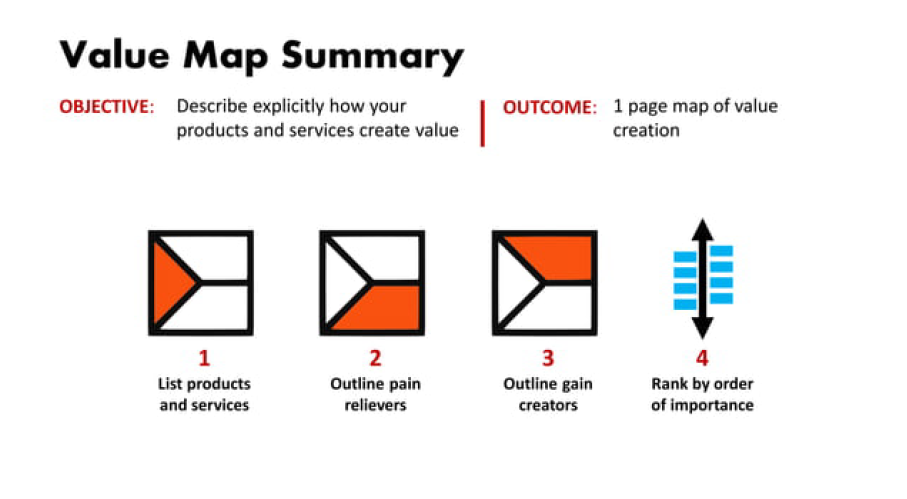 Value Map Summary
OBJECTIVE: Describe explicitly how your
products and services create value
OUTCOME: 1 page map of value
creation
1
List products
and services
2
Outline pain
relievers
3
Outline gain
creators
4
Rank by order
of importance